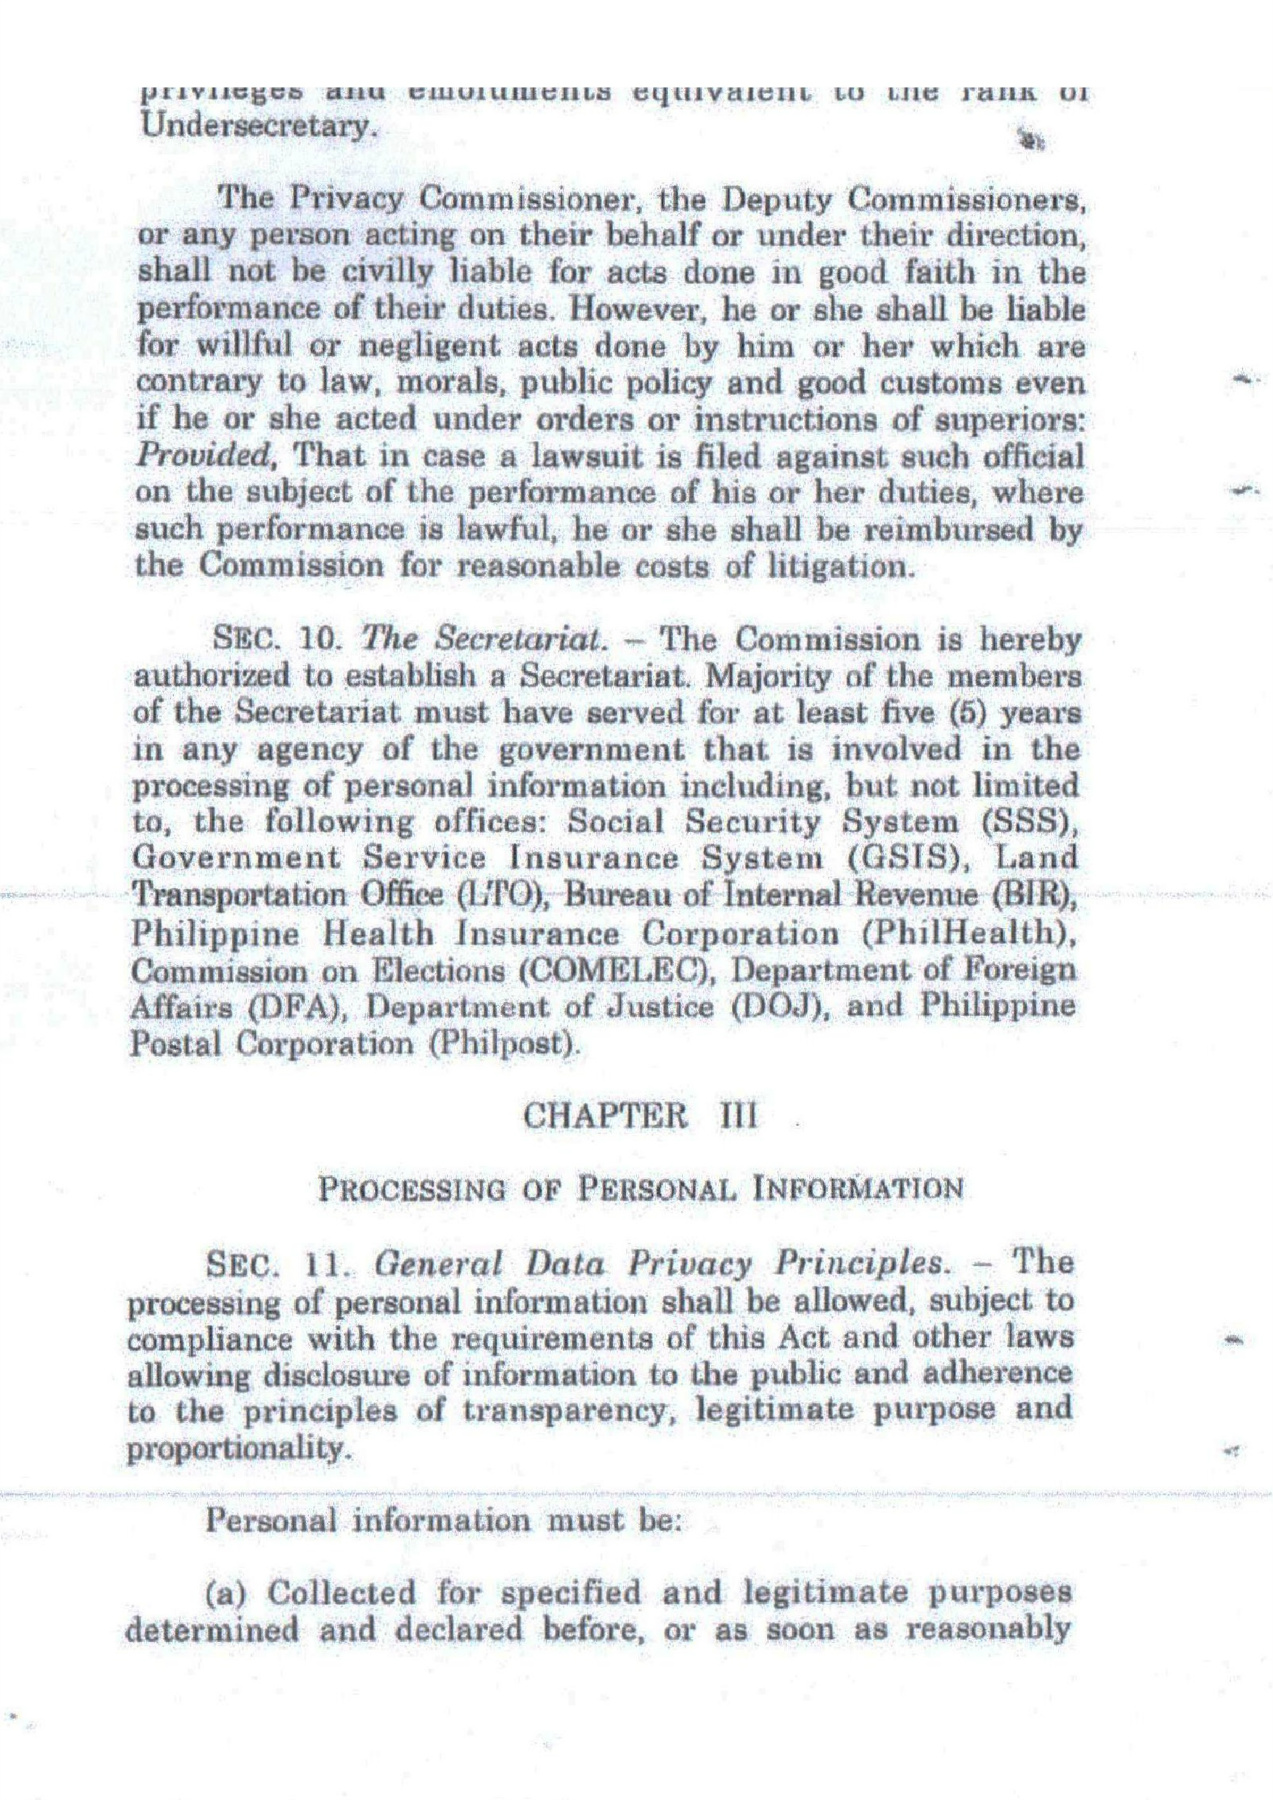 privileges and emoluments equivalent to the rank of
Undersecretary.
The Privacy Commissioner, the Deputy Commissioners,
or any person acting on their behalf or under their direction,
shall not be civilly liable for acts done in good faith in the
performance of their duties. However, he or she shall be liable
for willful or negligent acts done by him or her which are
contrary to law, morals, public policy and good customs even
if he or she acted under orders or instructions of superiors:
Provided, That in case a lawsuit is filed against such official
on the subject of the performance of his or her duties, where
such performance is lawful, he or she shall be reimbursed by
the Commission for reasonable costs of litigation.
SEC. 10. The Secretariat. – The Commission is hereby
authorized to establish a Secretariat. Majority of the members
of the Secretariat must have served for at least five (5) years
in any agency of the government that is involved in the
processing of personal information including, but not limited
to, the following offices: Social Security System (SSS),
Government Service Insurance System (GSIS), Land
Transportation Office (LTO), Bureau of Internal Revenue (BIR),
Philippine Health Insurance Corporation (PhilHealth),
Commission on Elections (COMELEC), Department of Foreign
Affairs (DFA), Department of Justice (DOJ), and Philippine
Postal Corporation (Philpost).
CHAPTER III
PROCESSING OF PERSONAL INFORMATION
SEC. 11. General Data Privacy Principles. – The
processing of personal information shall be allowed, subject to
compliance with the requirements of this Act and other laws
allowing disclosure of information to the public and adherence
to the principles of transparency, legitimate purpose and
proportionality.
Personal information must be:
(a) Collected for specified and legitimate purposes
determined and declared before, or as soon as reasonably